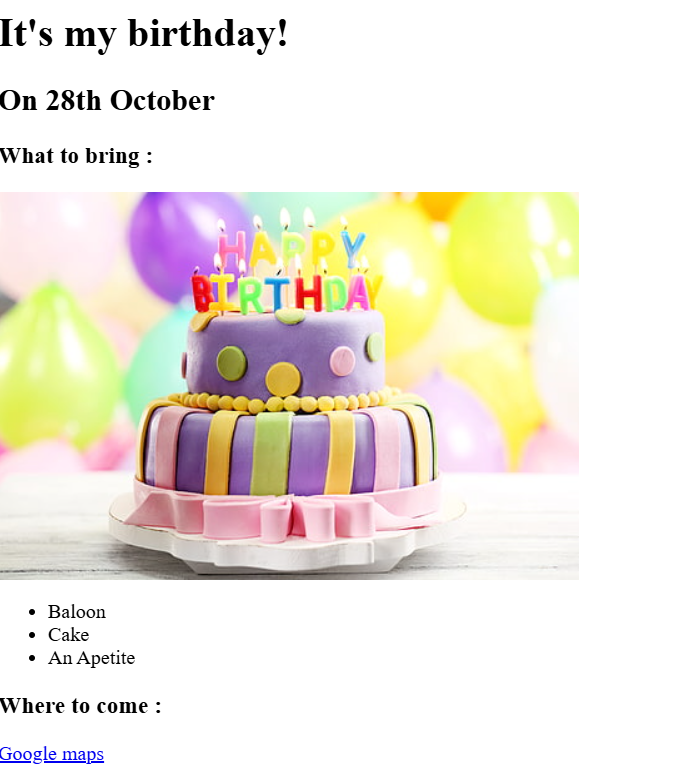 It's my birthday!
On 28th October
What to bring :
HAPPY
BIRTHDAY
Baloon
Cake
An Apetite
Where to come :
Google maps